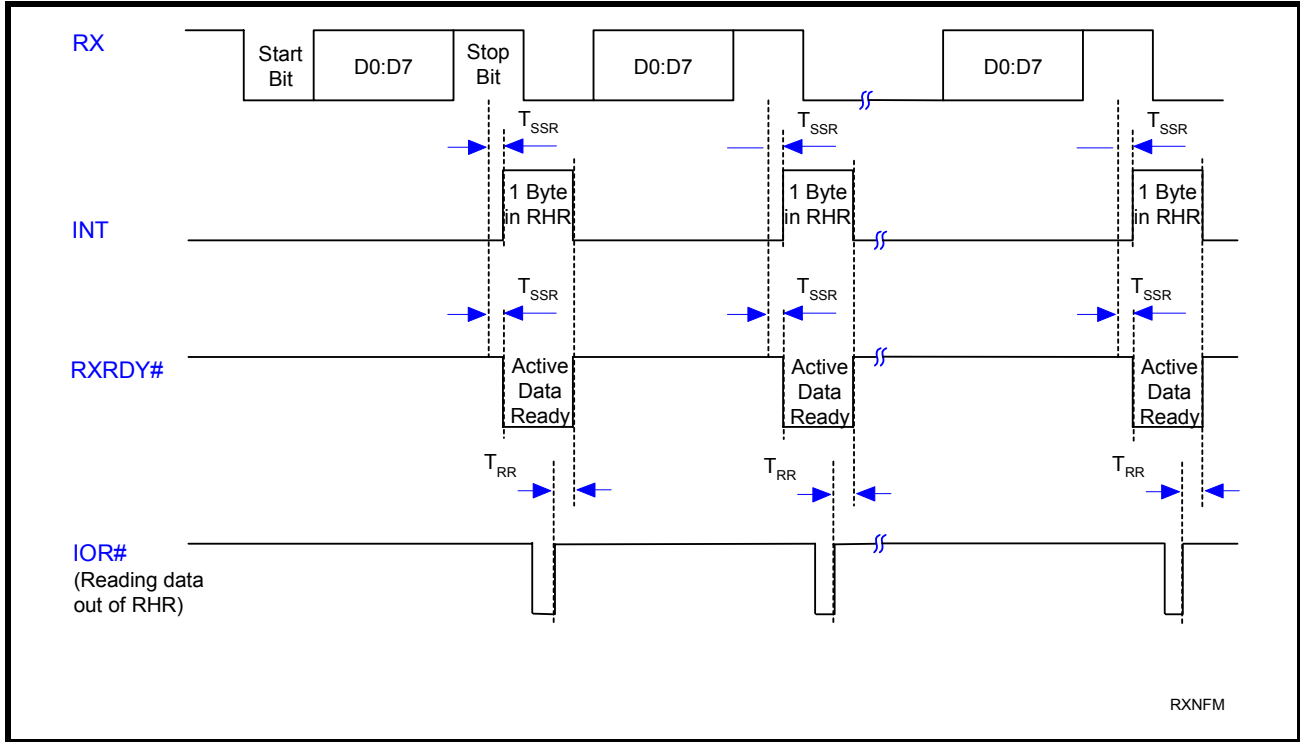 RX
Start
Bit
D0:D7
Stop
Bit
D0:D7
D0:D7
TSSR
TSSR
TSSR
INT
1 Byte
in RHR
1 Byte
in RHR
1 Byte
in RHR
TSSR
TSSR
TSSR
RXRDY#
Active
Data
Ready
Active
Data
Ready
Active
Data
Ready
TRR
TRR
TRR
IOR#
(Reading data
out of RHR)
RXNFM